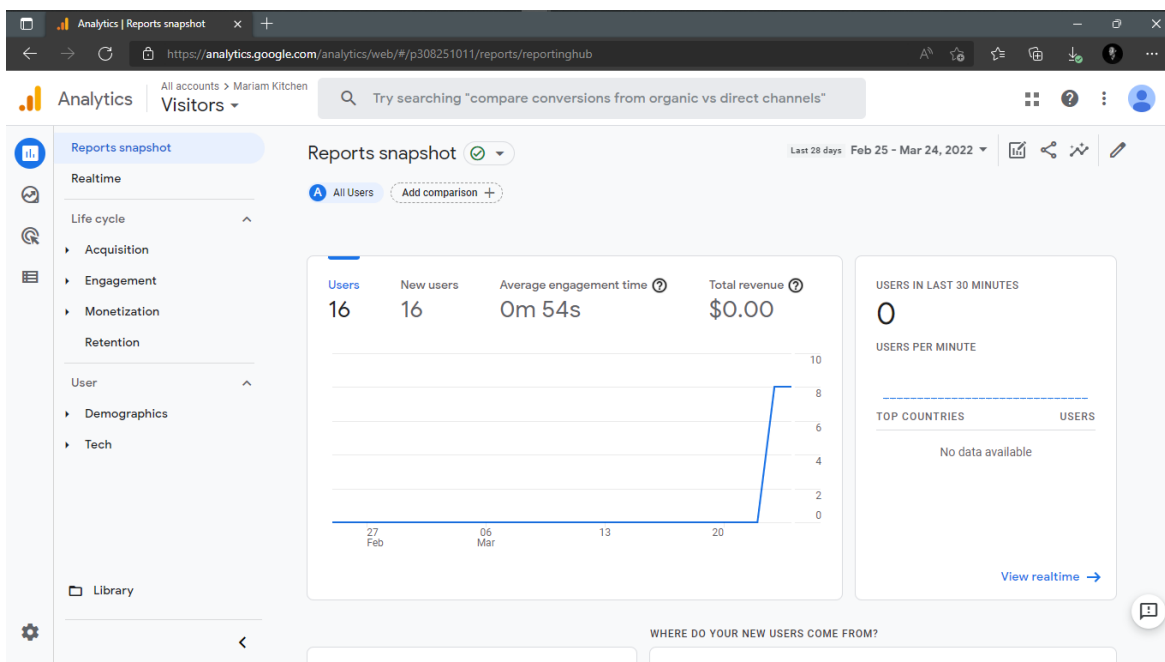 Analytics | Reports snapshot
https://analytics.google.com/analytics/web/#/p308251011/reports/reportinghub
Analytics
All accounts > Mariam Kitchen
Visitors
Try searching "compare conversions from organic vs direct channels"
Reports snapshot
Realtime
Life cycle
Acquisition
Engagement
Monetization
Retention
User
Demographics
Tech
Library
Reports snapshot
Last 28 days Feb 25 - Mar 24, 2022
A All Users
Add comparison +
Users
16
New users
16
Average engagement time
0m 54s
Total revenue
$0.00
10
8
6
4
2
0
27
Feb
06
Mar
13
20
USERS IN LAST 30 MINUTES
0
USERS PER MINUTE
TOP COUNTRIES USERS
No data available
View realtime
WHERE DO YOUR NEW USERS COME FROM?